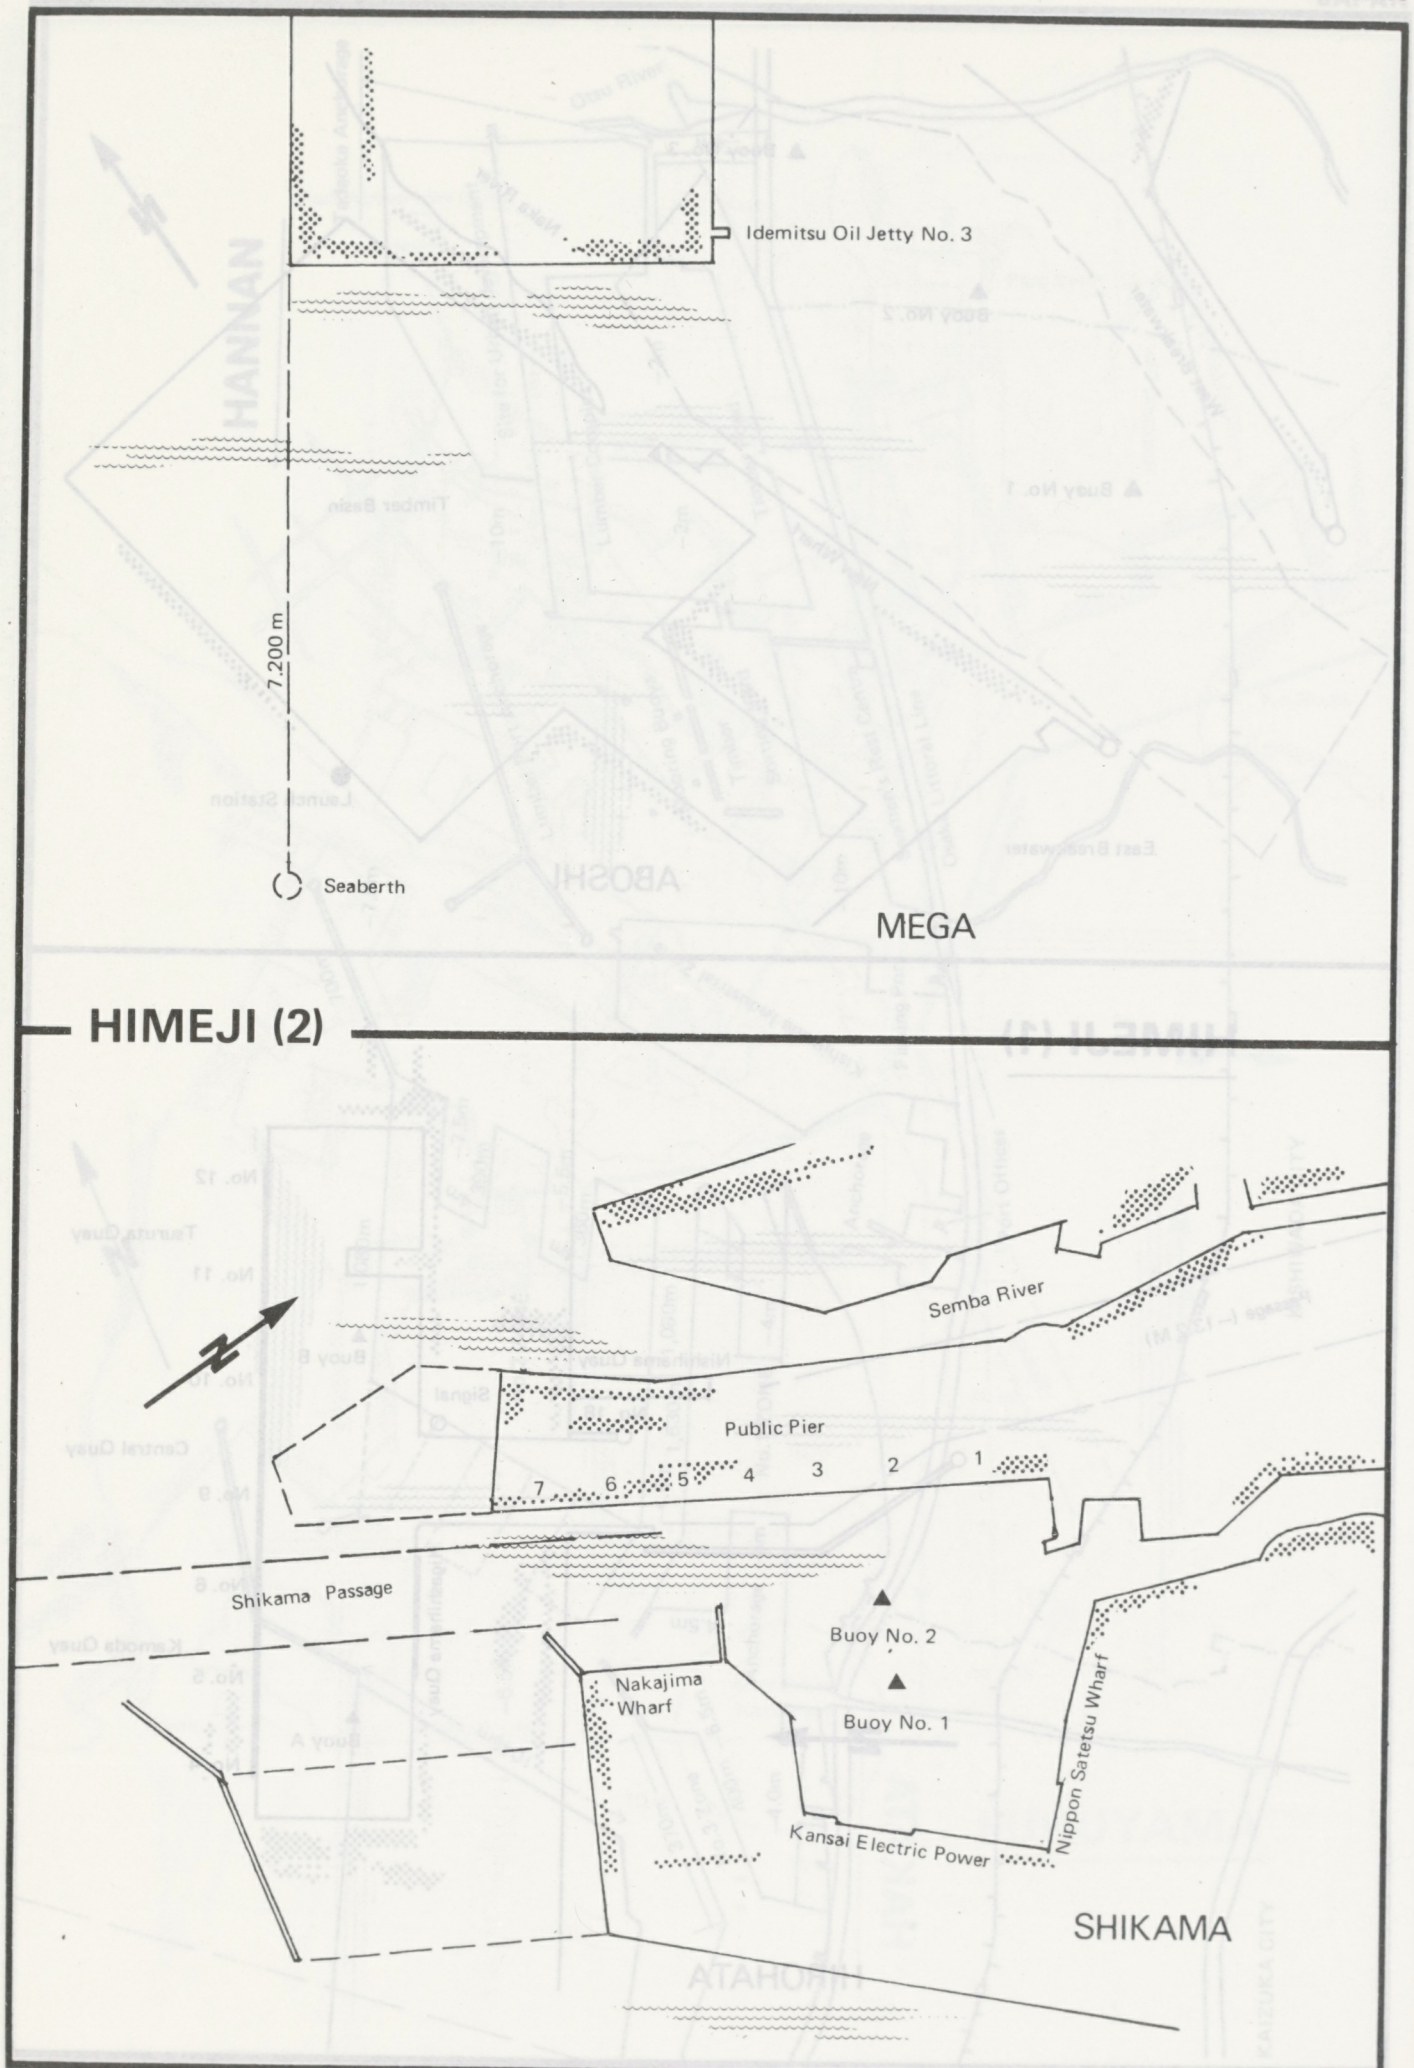 Idemitsu Oil Jetty No. 3
7.200 m
Seaberth
MEGA
HIMEJI (2)
N
Semba River
Public Pier
7 6 5 4 3 2 1
Shikama Passage
Buoy No. 2
Nakajima
Wharf
Buoy No. 1
Nippon Satetsu Wharf
Kansai Electric Power
SHIKAMA